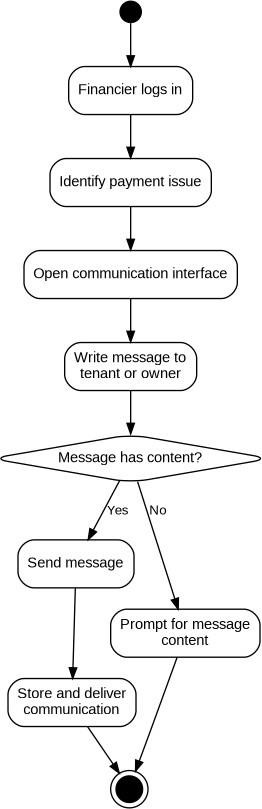 Financier logs in
Identify payment issue
Open communication interface
Write message to
tenant or owner
Message has content?
Yes
No
Send message
Prompt for message
content
Store and deliver
communication